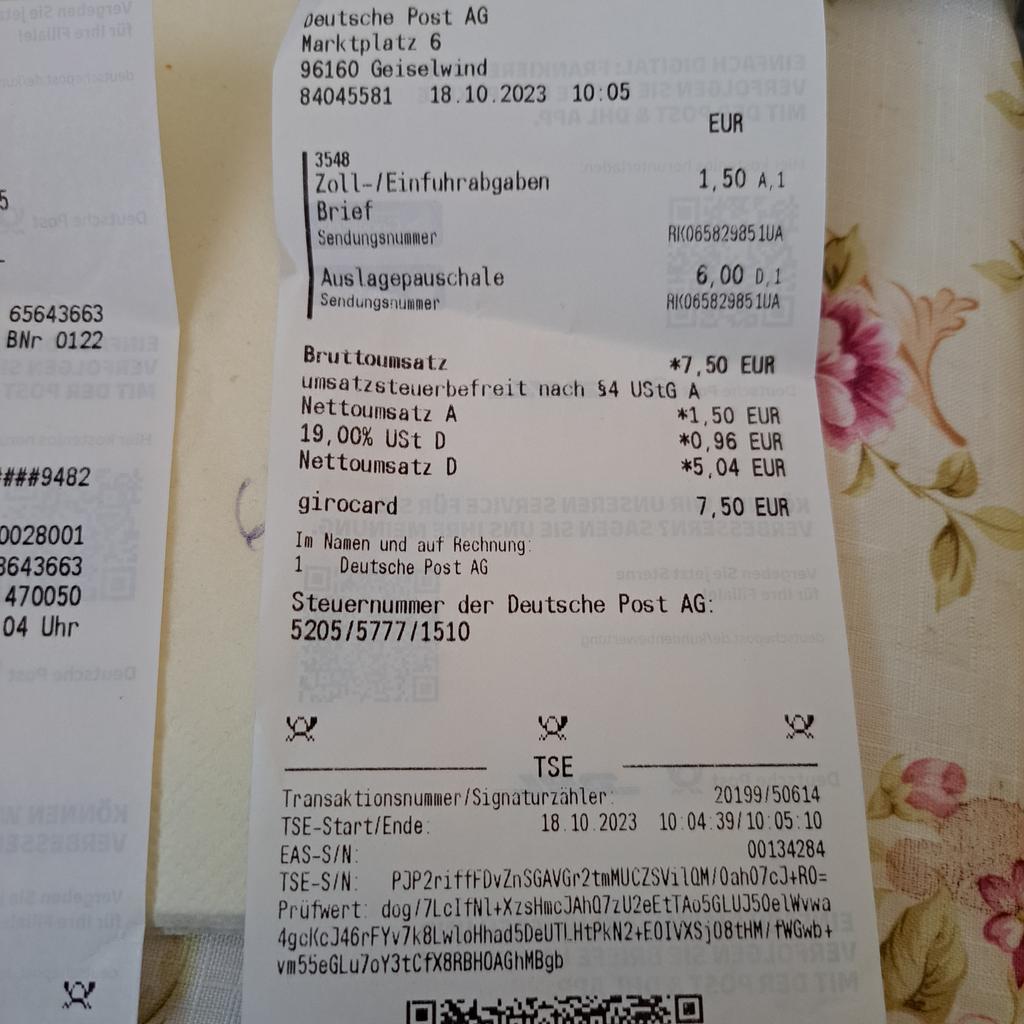 Deutsche Post AG
Marktplatz 6
96160 Geiselwind
84045581 18.10.2023 10:05
EUR
3548
Zoll-/Einfuhrabgaben 1,50 A,1
Brief
Sendungsnummer RK065829851UA
Auslagepauschale 6,00 D,1
Sendungsnummer RK065829851UA
Bruttoumsatz *7,50 EUR
umsatzsteuerbefreit nach §4 UStG A
Nettoumsatz A *1,50 EUR
19,00% USt D *0,96 EUR
Nettoumsatz D *5,04 EUR
girocard 7,50 EUR
Im Namen und auf Rechnung:
1 Deutsche Post AG
Steuernummer der Deutsche Post AG:
5205/5777/1510
TSE
Transaktionsnummer/Signaturzähler: 20199/50614
TSE-Start/Ende: 18.10.2023 10:04:39/10:05:10
EAS-S/N: 00134284
TSE-S/N: PJP2riffFDvZnSGAVGr2tmMUCZSVilQM/0ah07cJ+R0=
Prüfwert: dog/7LcIfNl+XzsHmcJAhQ7zU2eEtTAo5GLUJ50elWvwa
4gcKcJ46rFYv7k8LwloHhad5DeUTLHtPkN2+E0IVXSj08tHM/fWGwb+
vm55eGLu7oY3tCfX8RBHOAGhMBgb
5
65643663
BNr 0122
####9482
0028001
3643663
470050
04 Uhr